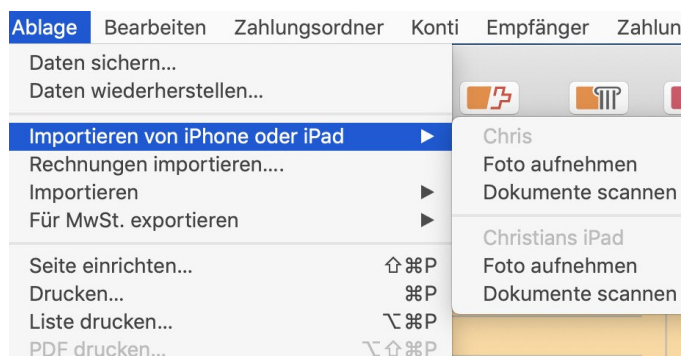 Ablage Bearbeiten Zahlungsordner Konti Empfänger
Daten sichern...
Daten wiederherstellen...
Importieren von iPhone oder iPad ▶
Rechnungen importieren....
Importieren ▶
Für MwSt. exportieren ▶
Seite einrichten... ⇧⌘P
Drucken... ⌘P
Liste drucken... ⌥⌘P
PDF drucken... ⌥⇧⌘P
Chris
Foto aufnehmen
Dokumente scannen
Christians iPad
Foto aufnehmen
Dokumente scannen